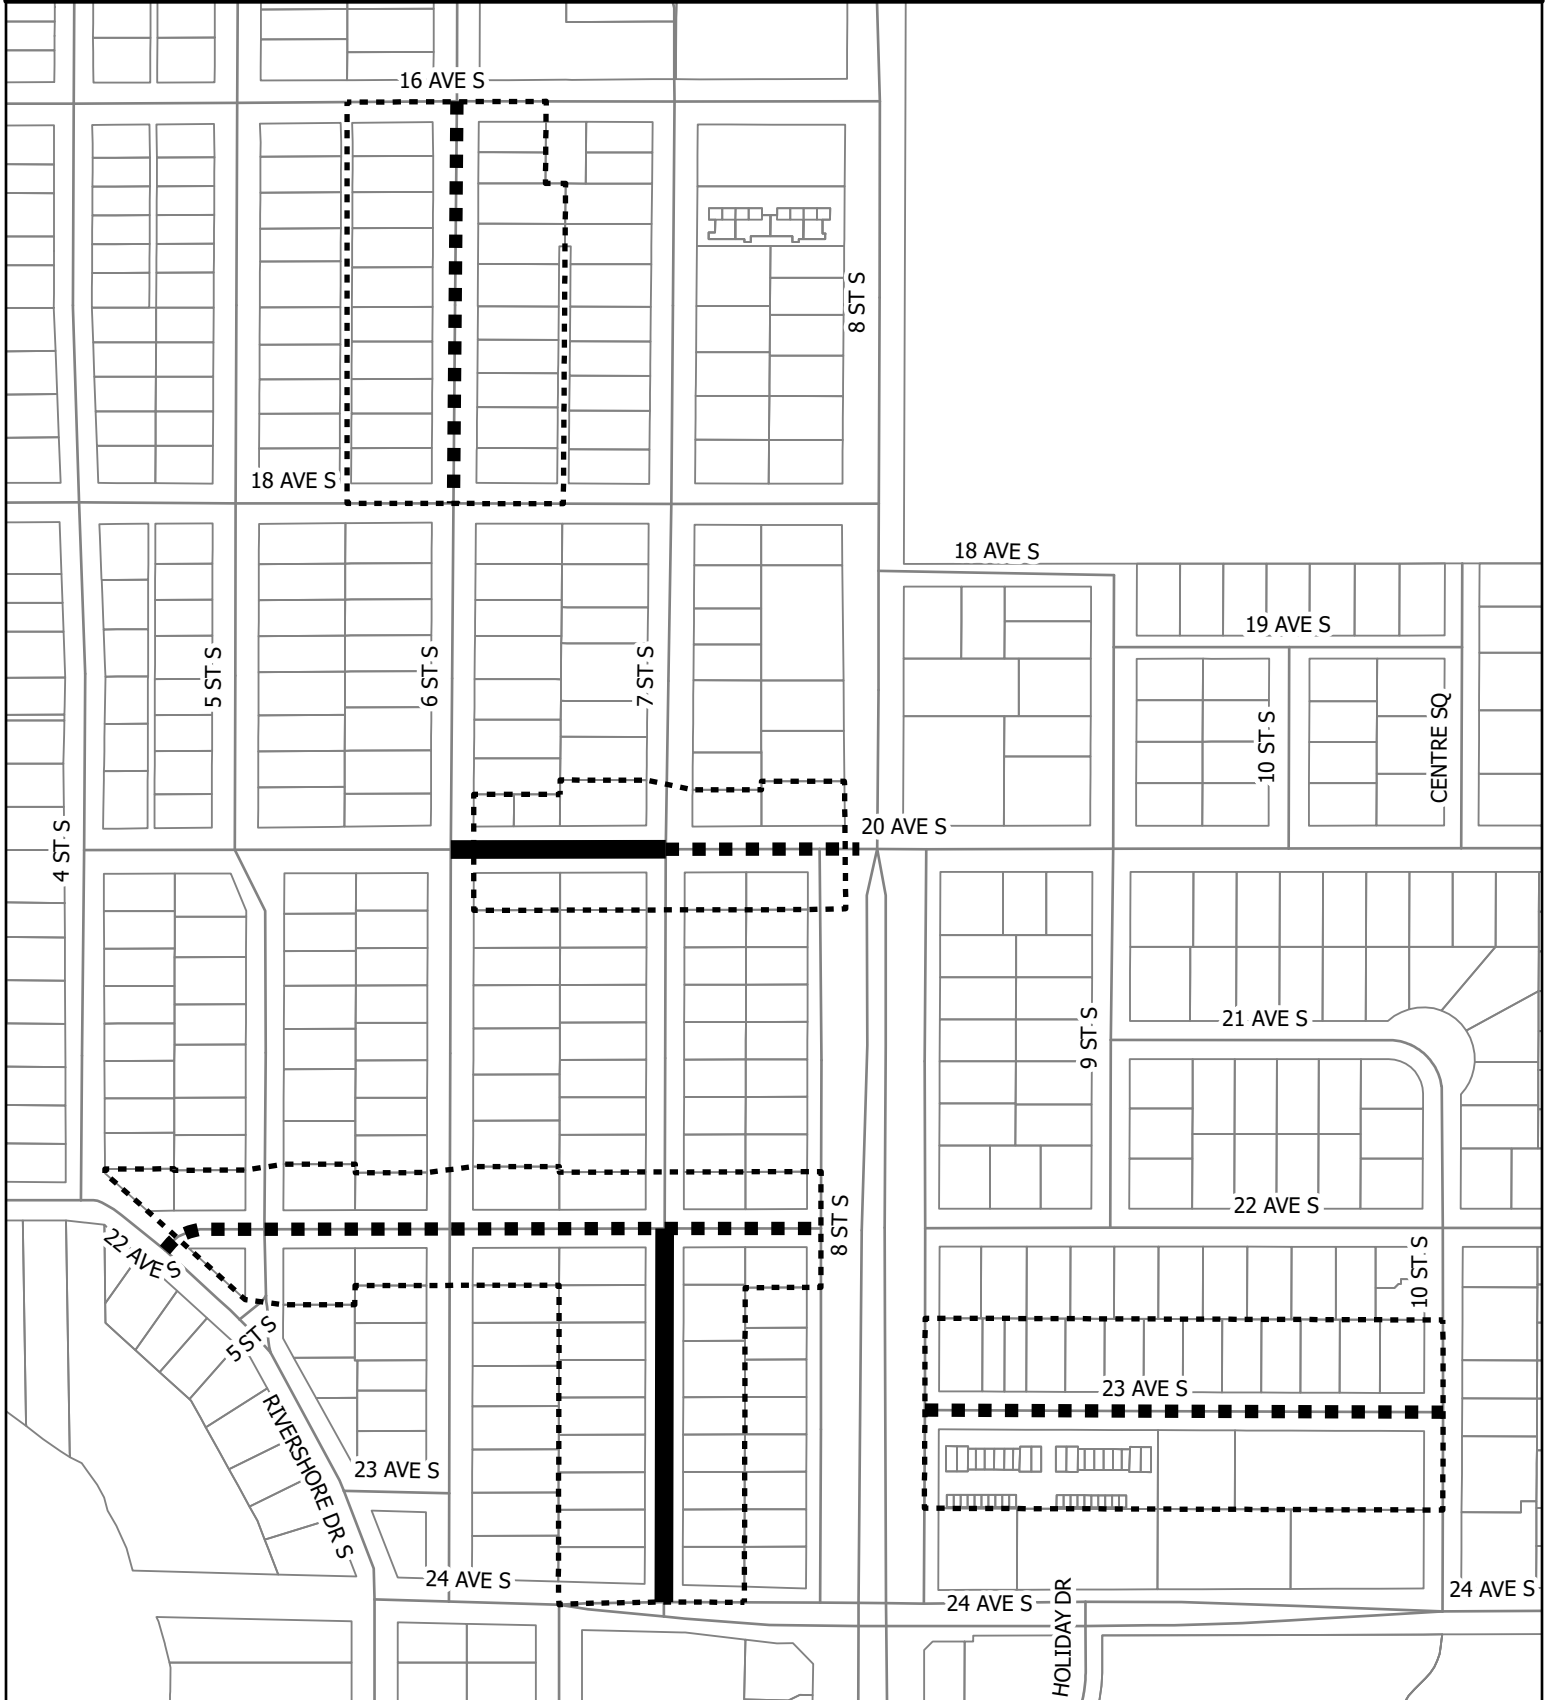 16 AVE S
8 ST S
18 AVE S
18 AVE S
19 AVE S
5 ST S
6 ST S
7 ST S
10 ST S
CENTRE SQ
20 AVE S
4 ST S
21 AVE S
9 ST S
22 AVE S
8 ST S
22 AVE S
10 ST S
5 ST S
23 AVE S
RIVERSHORE DR S
23 AVE S
24 AVE S
24 AVE S
24 AVE S
HOLIDAY DR